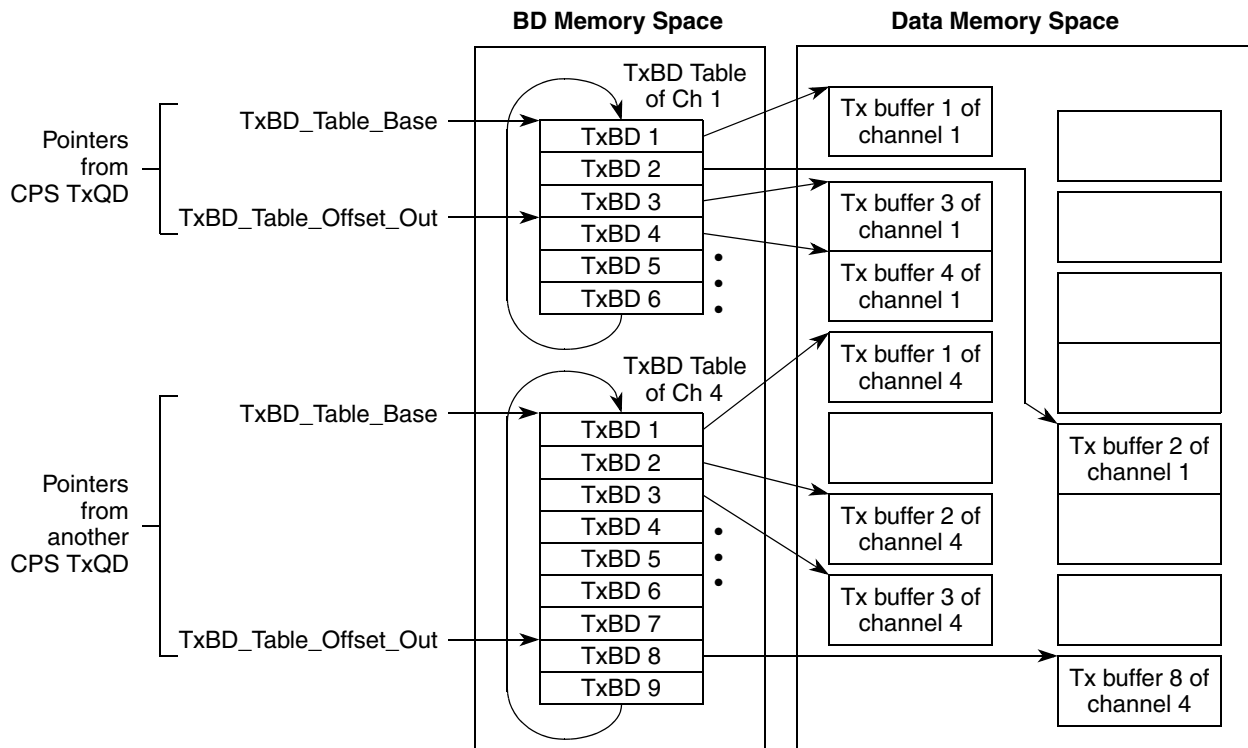 BD Memory Space
Data Memory Space
Pointers
from
CPS TxQD
TxBD_Table_Base
TxBD_Table_Offset_Out
TxBD Table
of Ch 1
TxBD 1
TxBD 2
TxBD 3
TxBD 4
TxBD 5
TxBD 6
Tx buffer 1 of
channel 1
Tx buffer 3 of
channel 1
Tx buffer 4 of
channel 1
Pointers
from
another
CPS TxQD
TxBD_Table_Base
TxBD_Table_Offset_Out
TxBD Table
of Ch 4
TxBD 1
TxBD 2
TxBD 3
TxBD 4
TxBD 5
TxBD 6
TxBD 7
TxBD 8
TxBD 9
Tx buffer 1 of
channel 4
Tx buffer 2 of
channel 4
Tx buffer 3 of
channel 4
Tx buffer 2 of
channel 1
Tx buffer 8 of
channel 4